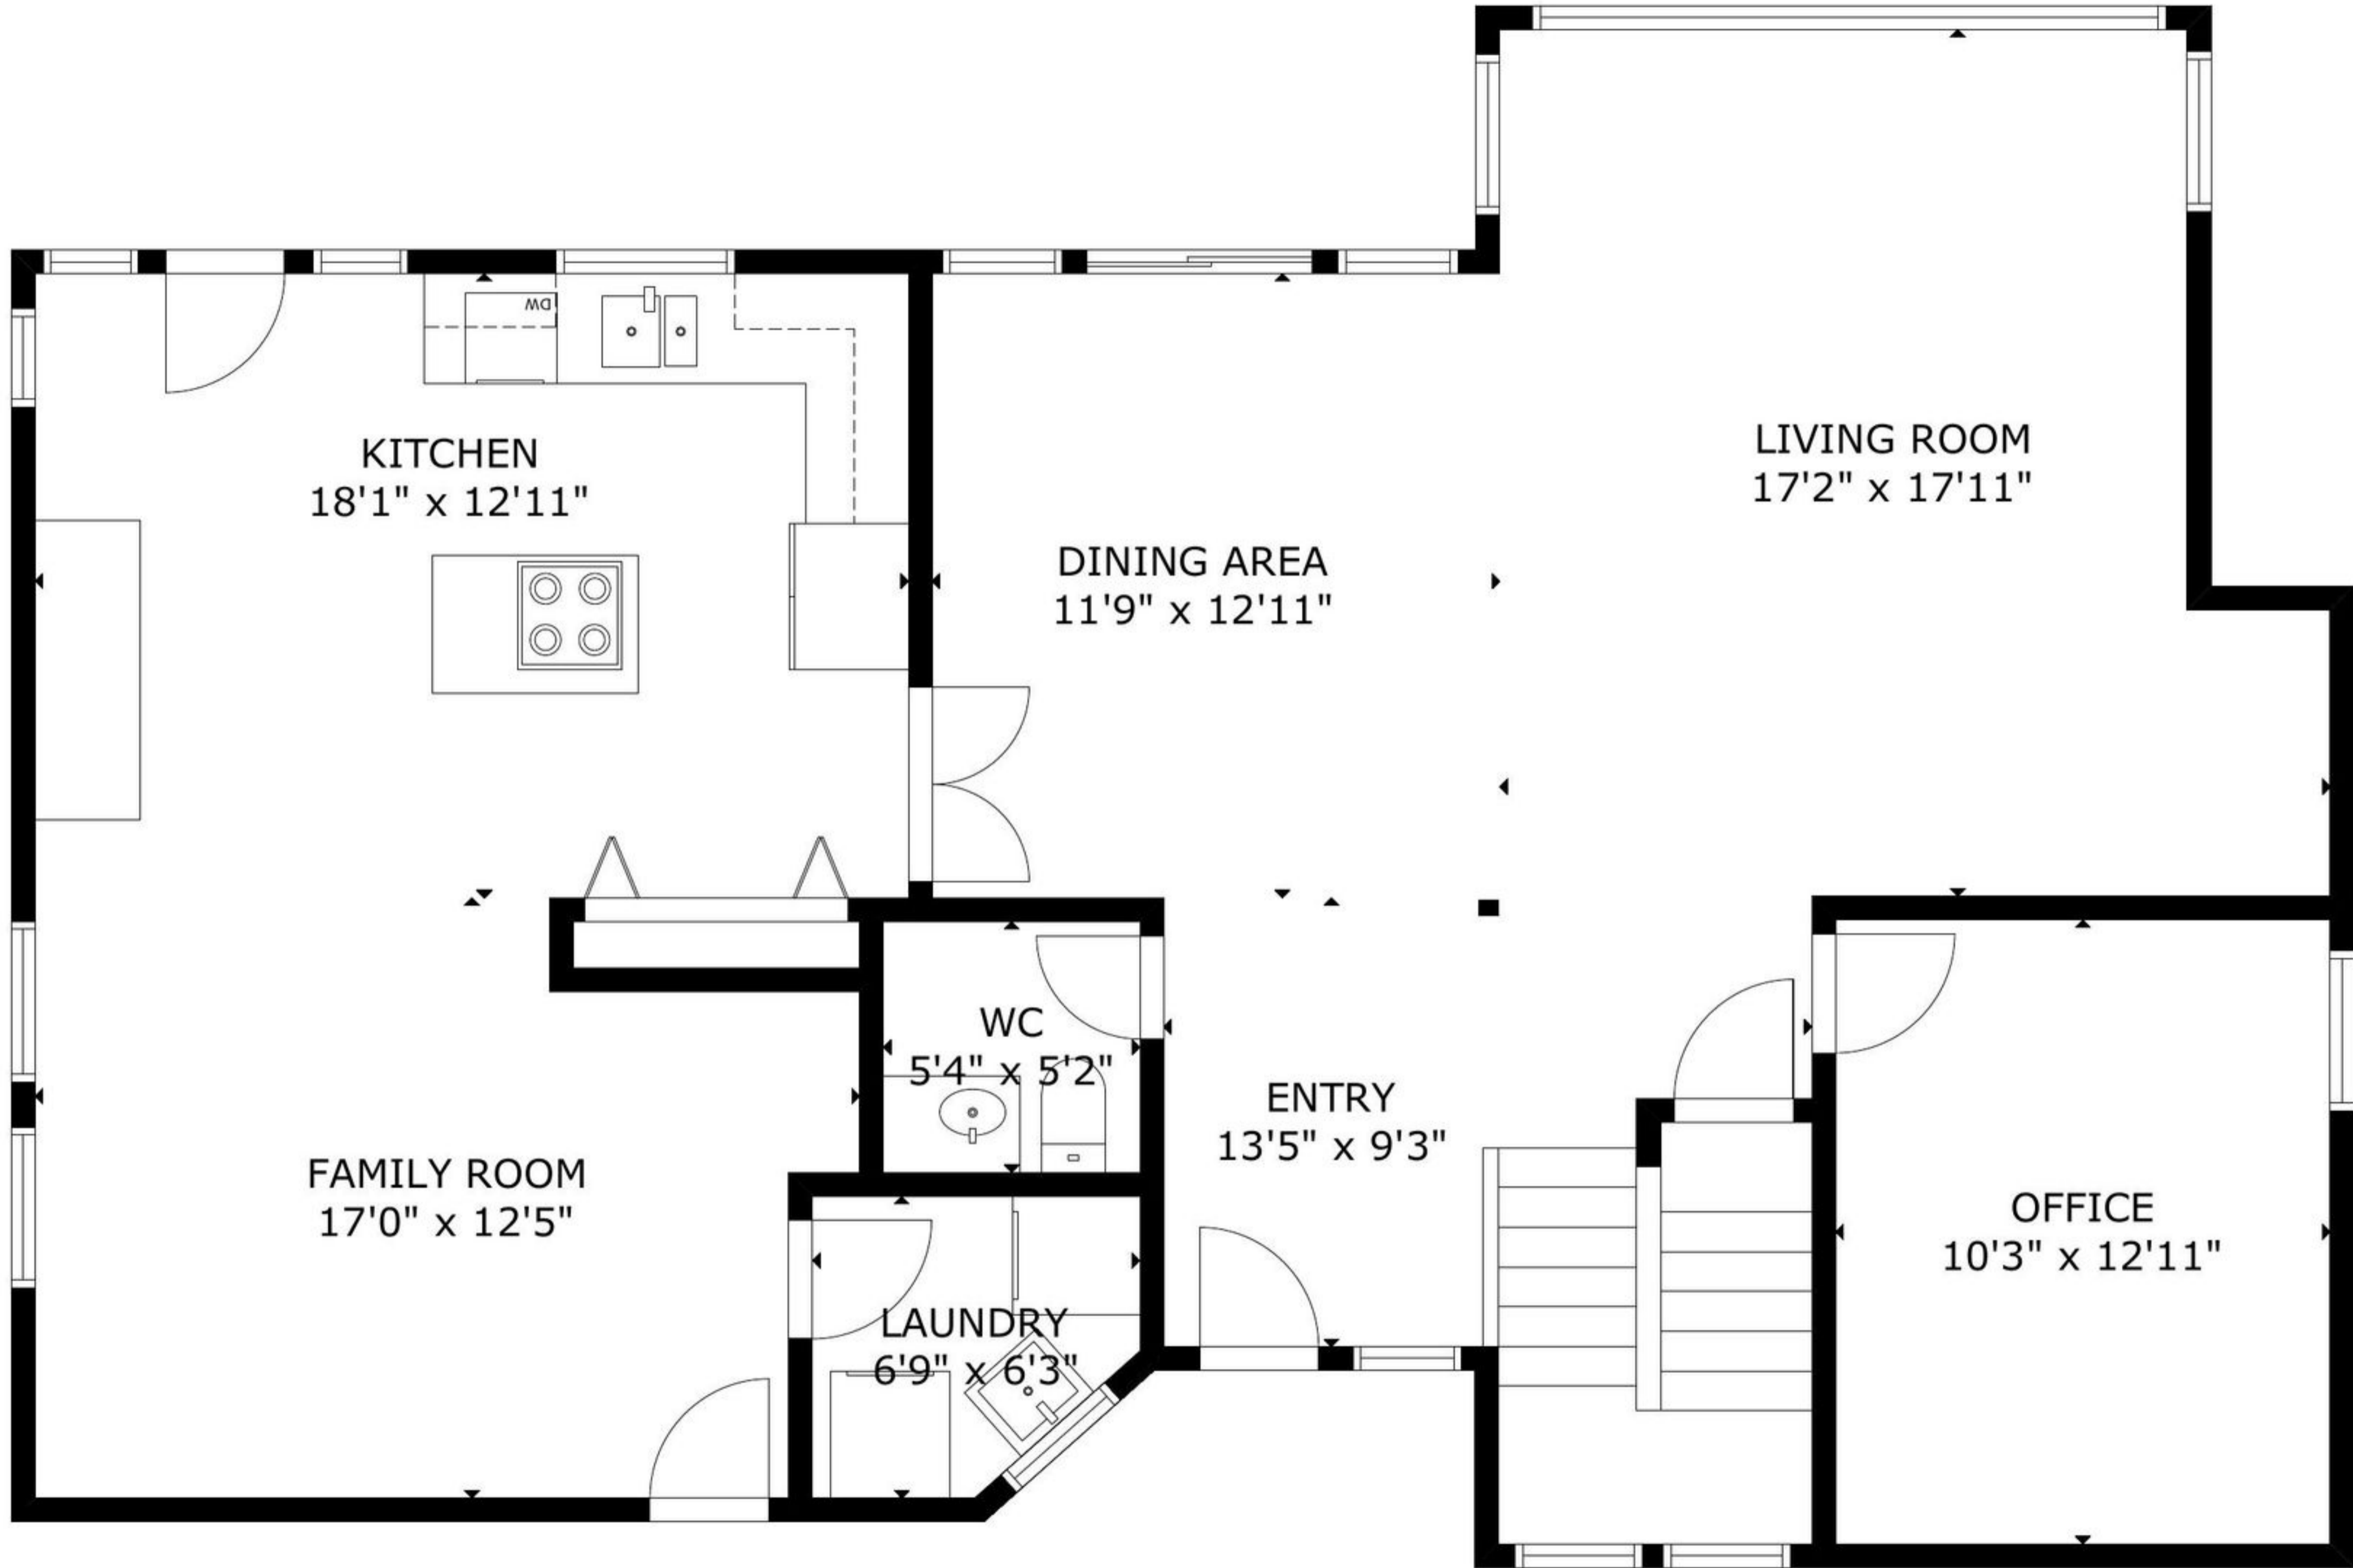 DW
KITCHEN
18'1" x 12'11"
LIVING ROOM
17'2" x 17'11"
DINING AREA
11'9" x 12'11"
WC
5'4" x 5'2"
ENTRY
13'5" x 9'3"
FAMILY ROOM
17'0" x 12'5"
OFFICE
10'3" x 12'11"
LAUNDRY
6'9" x 6'3"